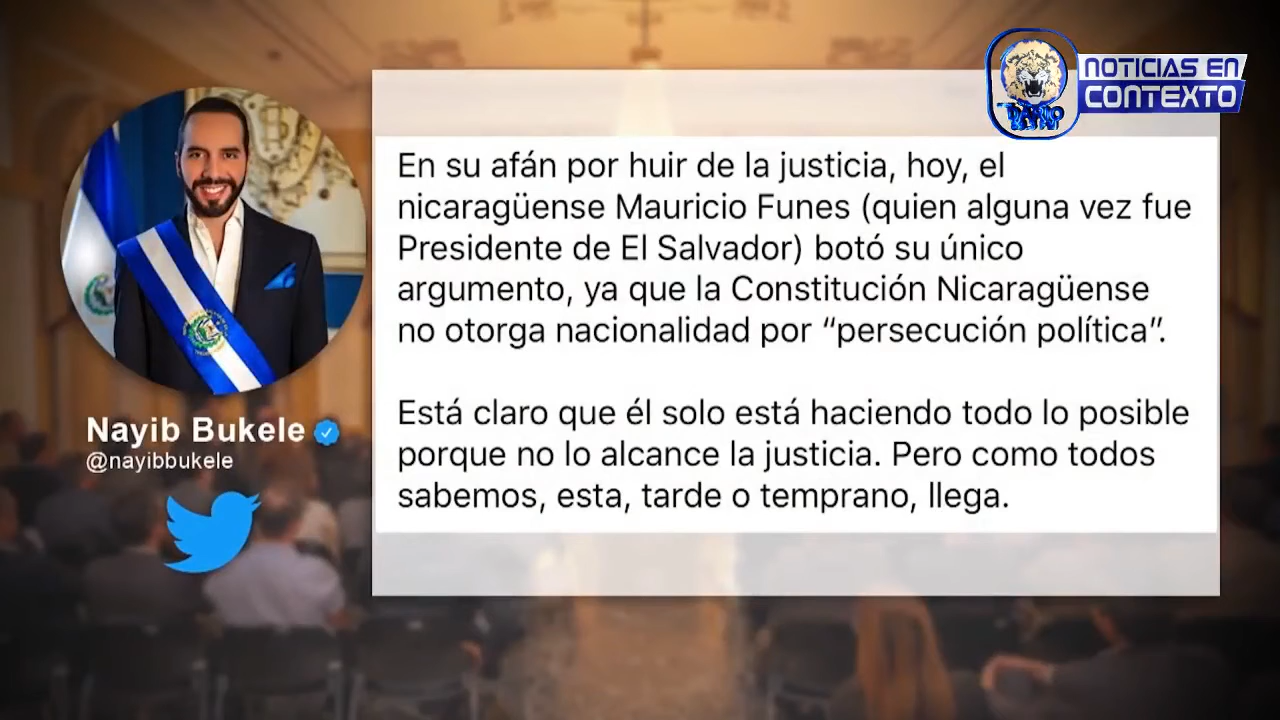 NOTICIAS EN
CONTEXTO
En su afán por huir de la justicia, hoy, el
nicaragüense Mauricio Funes (quien alguna vez fue
Presidente de El Salvador) botó su único
argumento, ya que la Constitución Nicaragüense
no otorga nacionalidad por “persecución política”.
Está claro que él solo está haciendo todo lo posible
porque no lo alcance la justicia. Pero como todos
sabemos, esta, tarde o temprano, llega.
Nayib Bukele
@nayibbukele